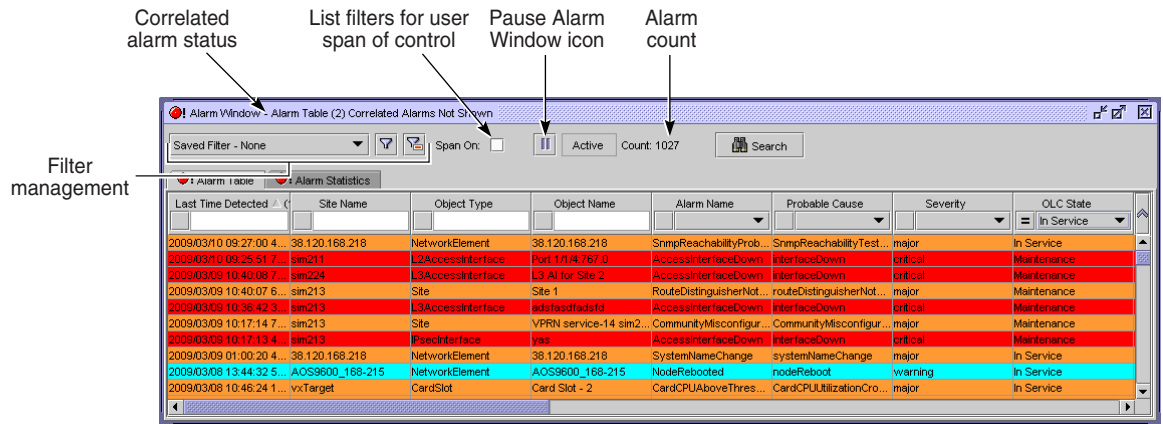 Correlated alarm status
List filters for user span of control
Pause Alarm Window icon
Alarm count
Filter management
Alarm Window - Alarm Table (2) Correlated Alarms Not Shown
Saved Filter - None Span On: Active Count: 1027 Search
Alarm Table Alarm Statistics
Last Time Detected Site Name Object Type Object Name Alarm Name Probable Cause Severity OLC State
= In Service
2009/03/10 09:27:00 4... 38.120.168.218 NetworkElement 38.120.168.218 SnmpReachabilityProb... SnmpReachabilityTest... major In Service
2009/03/10 09:25:51 7... sim211 L2AccessInterface Port 1/1/4:767.0 AccessInterfaceDown interfaceDown critical Maintenance
2009/03/09 10:40:08 7... sim224 L3AccessInterface L3 AI for Site 2 AccessInterfaceDown interfaceDown critical Maintenance
2009/03/09 10:40:07 6... sim213 Site Site 1 RouteDistinguisherNot... routeDistinguisherNot... major Maintenance
2009/03/09 10:36:42 3... sim213 L3AccessInterface adsfasdfadsfd AccessInterfaceDown interfaceDown critical Maintenance
2009/03/09 10:17:14 7... sim213 Site VPRN service-14 sim2... CommunityMisconfigur... CommunityMisconfigur... major Maintenance
2009/03/09 10:17:13 4... sim213 IPsecInterface yas AccessInterfaceDown interfaceDown critical Maintenance
2009/03/09 01:00:20 4... 38.120.168.218 NetworkElement 38.120.168.218 SystemNameChange systemNameChange major In Service
2009/03/08 13:44:32 5... AOS9600_168-215 NetworkElement AOS9600_168-215 NodeRebooted nodeReboot warning In Service
2009/03/08 10:46:24 1... vxTarget CardSlot Card Slot - 2 CardCPUAboveThres... CardCPUUtilizationCro... major In Service